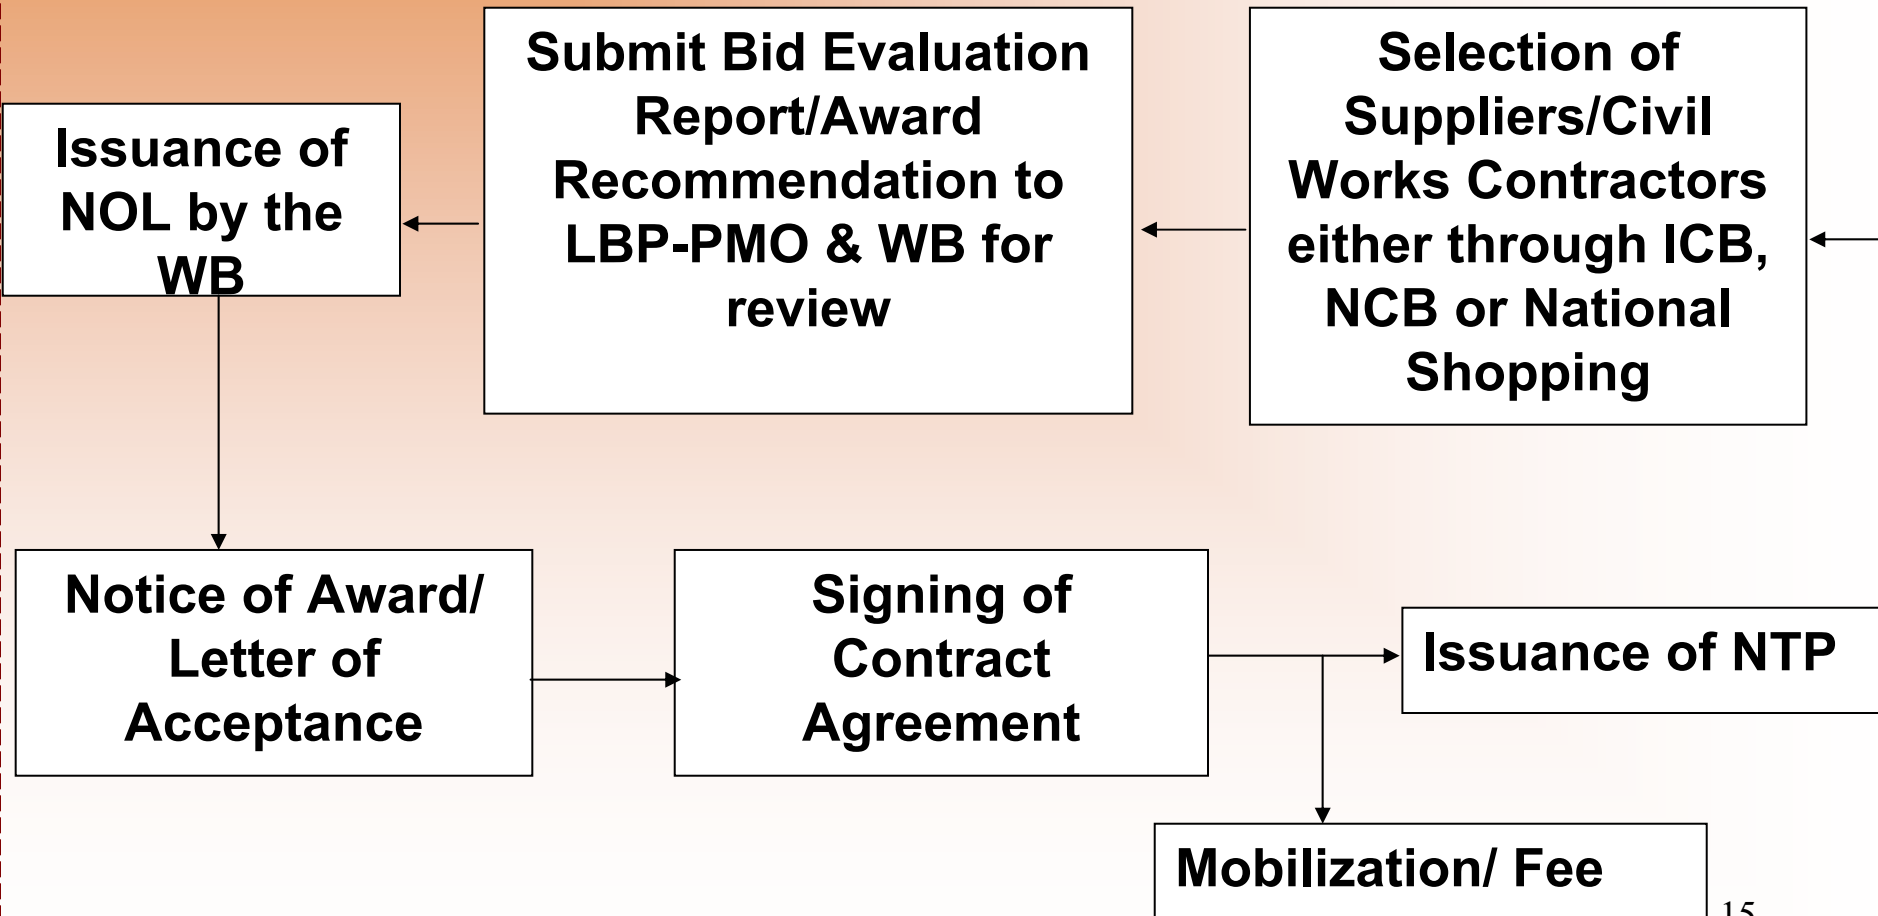 Submit Bid Evaluation
Report/Award
Recommendation to
LBP-PMO & WB for
review
Selection of
Suppliers/Civil
Works Contractors
either through ICB,
NCB or National
Shopping
Issuance of
NOL by the
WB
Notice of Award/
Letter of
Acceptance
Signing of
Contract
Agreement
Issuance of NTP
Mobilization/ Fee
15